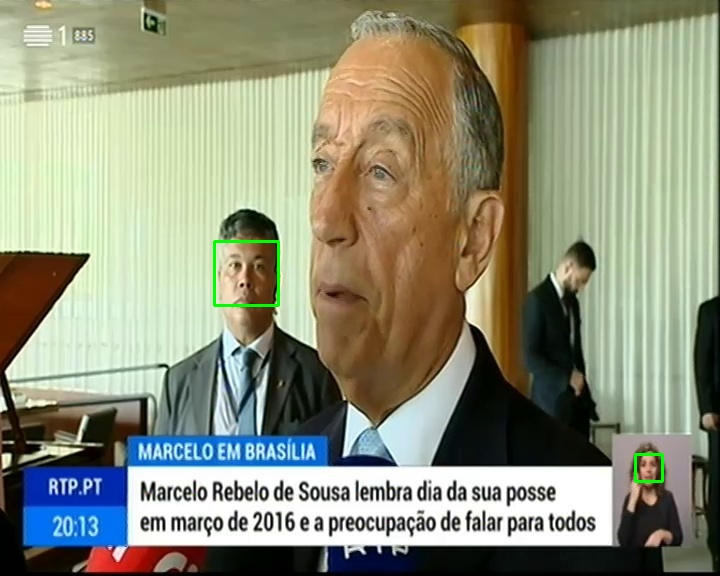 1 885
MARCELO EM BRASÍLIA
RTP.PT
20:13
Marcelo Rebelo de Sousa lembra dia da sua posse
em março de 2016 e a preocupação de falar para todos